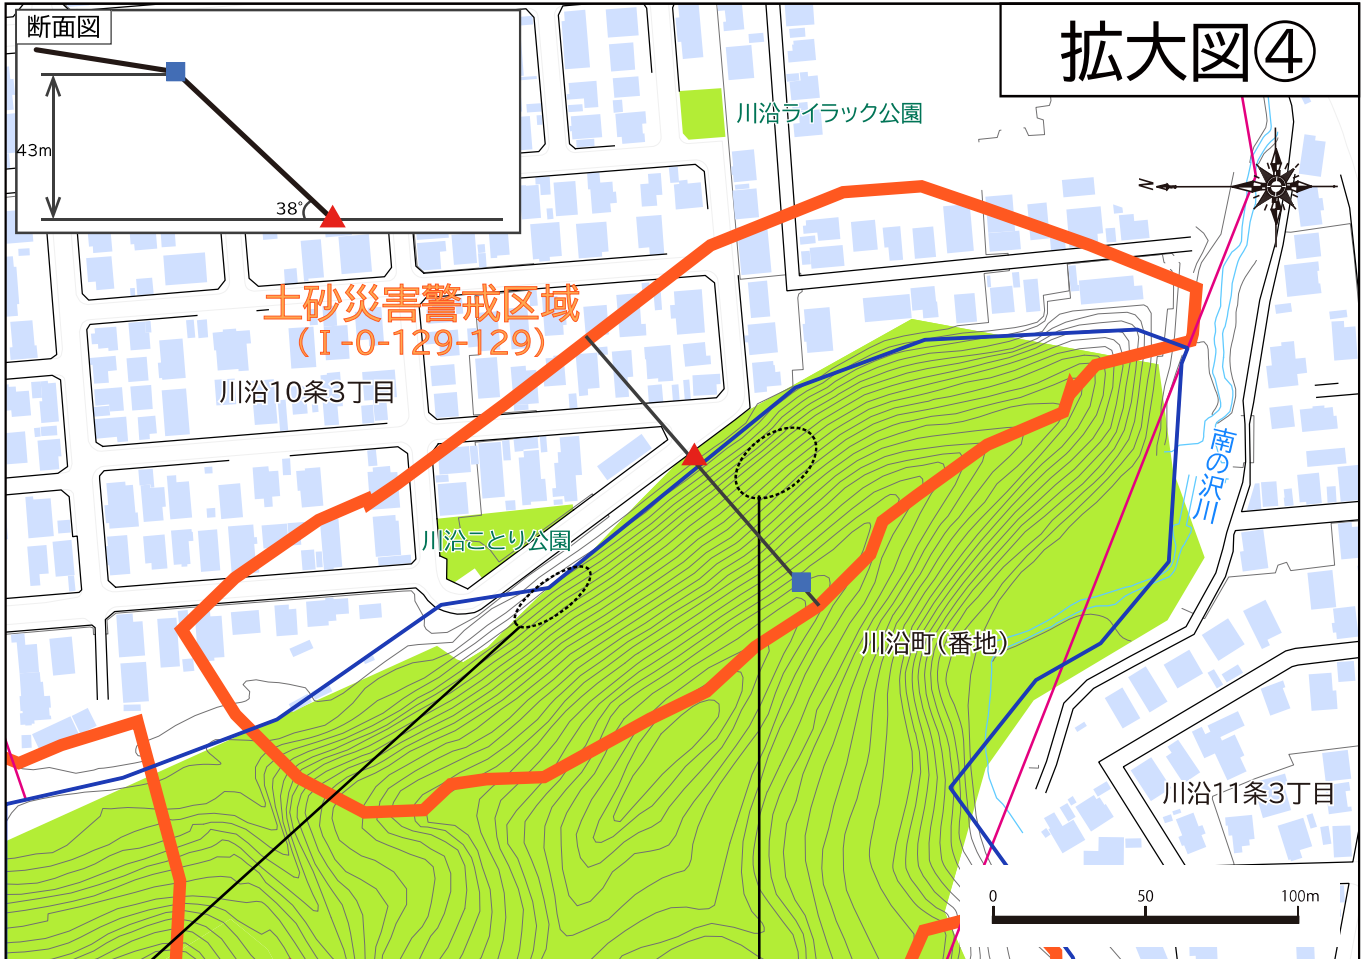 断面図
43m
38°
拡大図④
川沿ライラック公園
N
土砂災害警戒区域
（Ⅰ-0-129-129）
川沿10条3丁目
南の沢川
川沿ことり公園
川沿町（番地）
川沿11条3丁目
0 50 100m